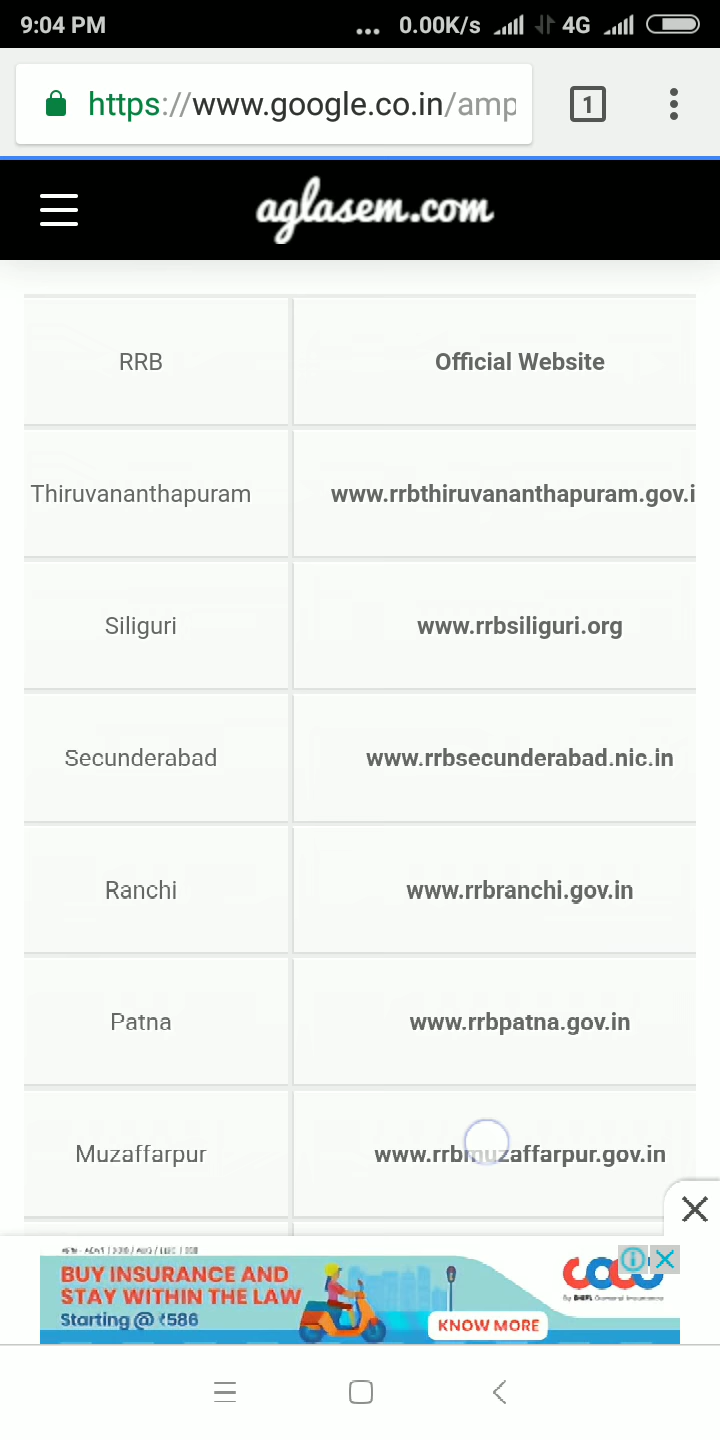 9:04 PM ... 0.00K/s 4G
https://www.google.co.in/amp
1
aglasem.com
RRB Official Website
Thiruvananthapuram www.rrbthiruvananthapuram.gov.i
Siliguri www.rrbsiliguri.org
Secunderabad www.rrbsecunderabad.nic.in
Ranchi www.rrbranchi.gov.in
Patna www.rrbpatna.gov.in
Muzaffarpur www.rrbmuzaffarpur.gov.in
BUY INSURANCE AND
STAY WITHIN THE LAW
Starting @ ₹586
COCO
General Insurance
KNOW MORE